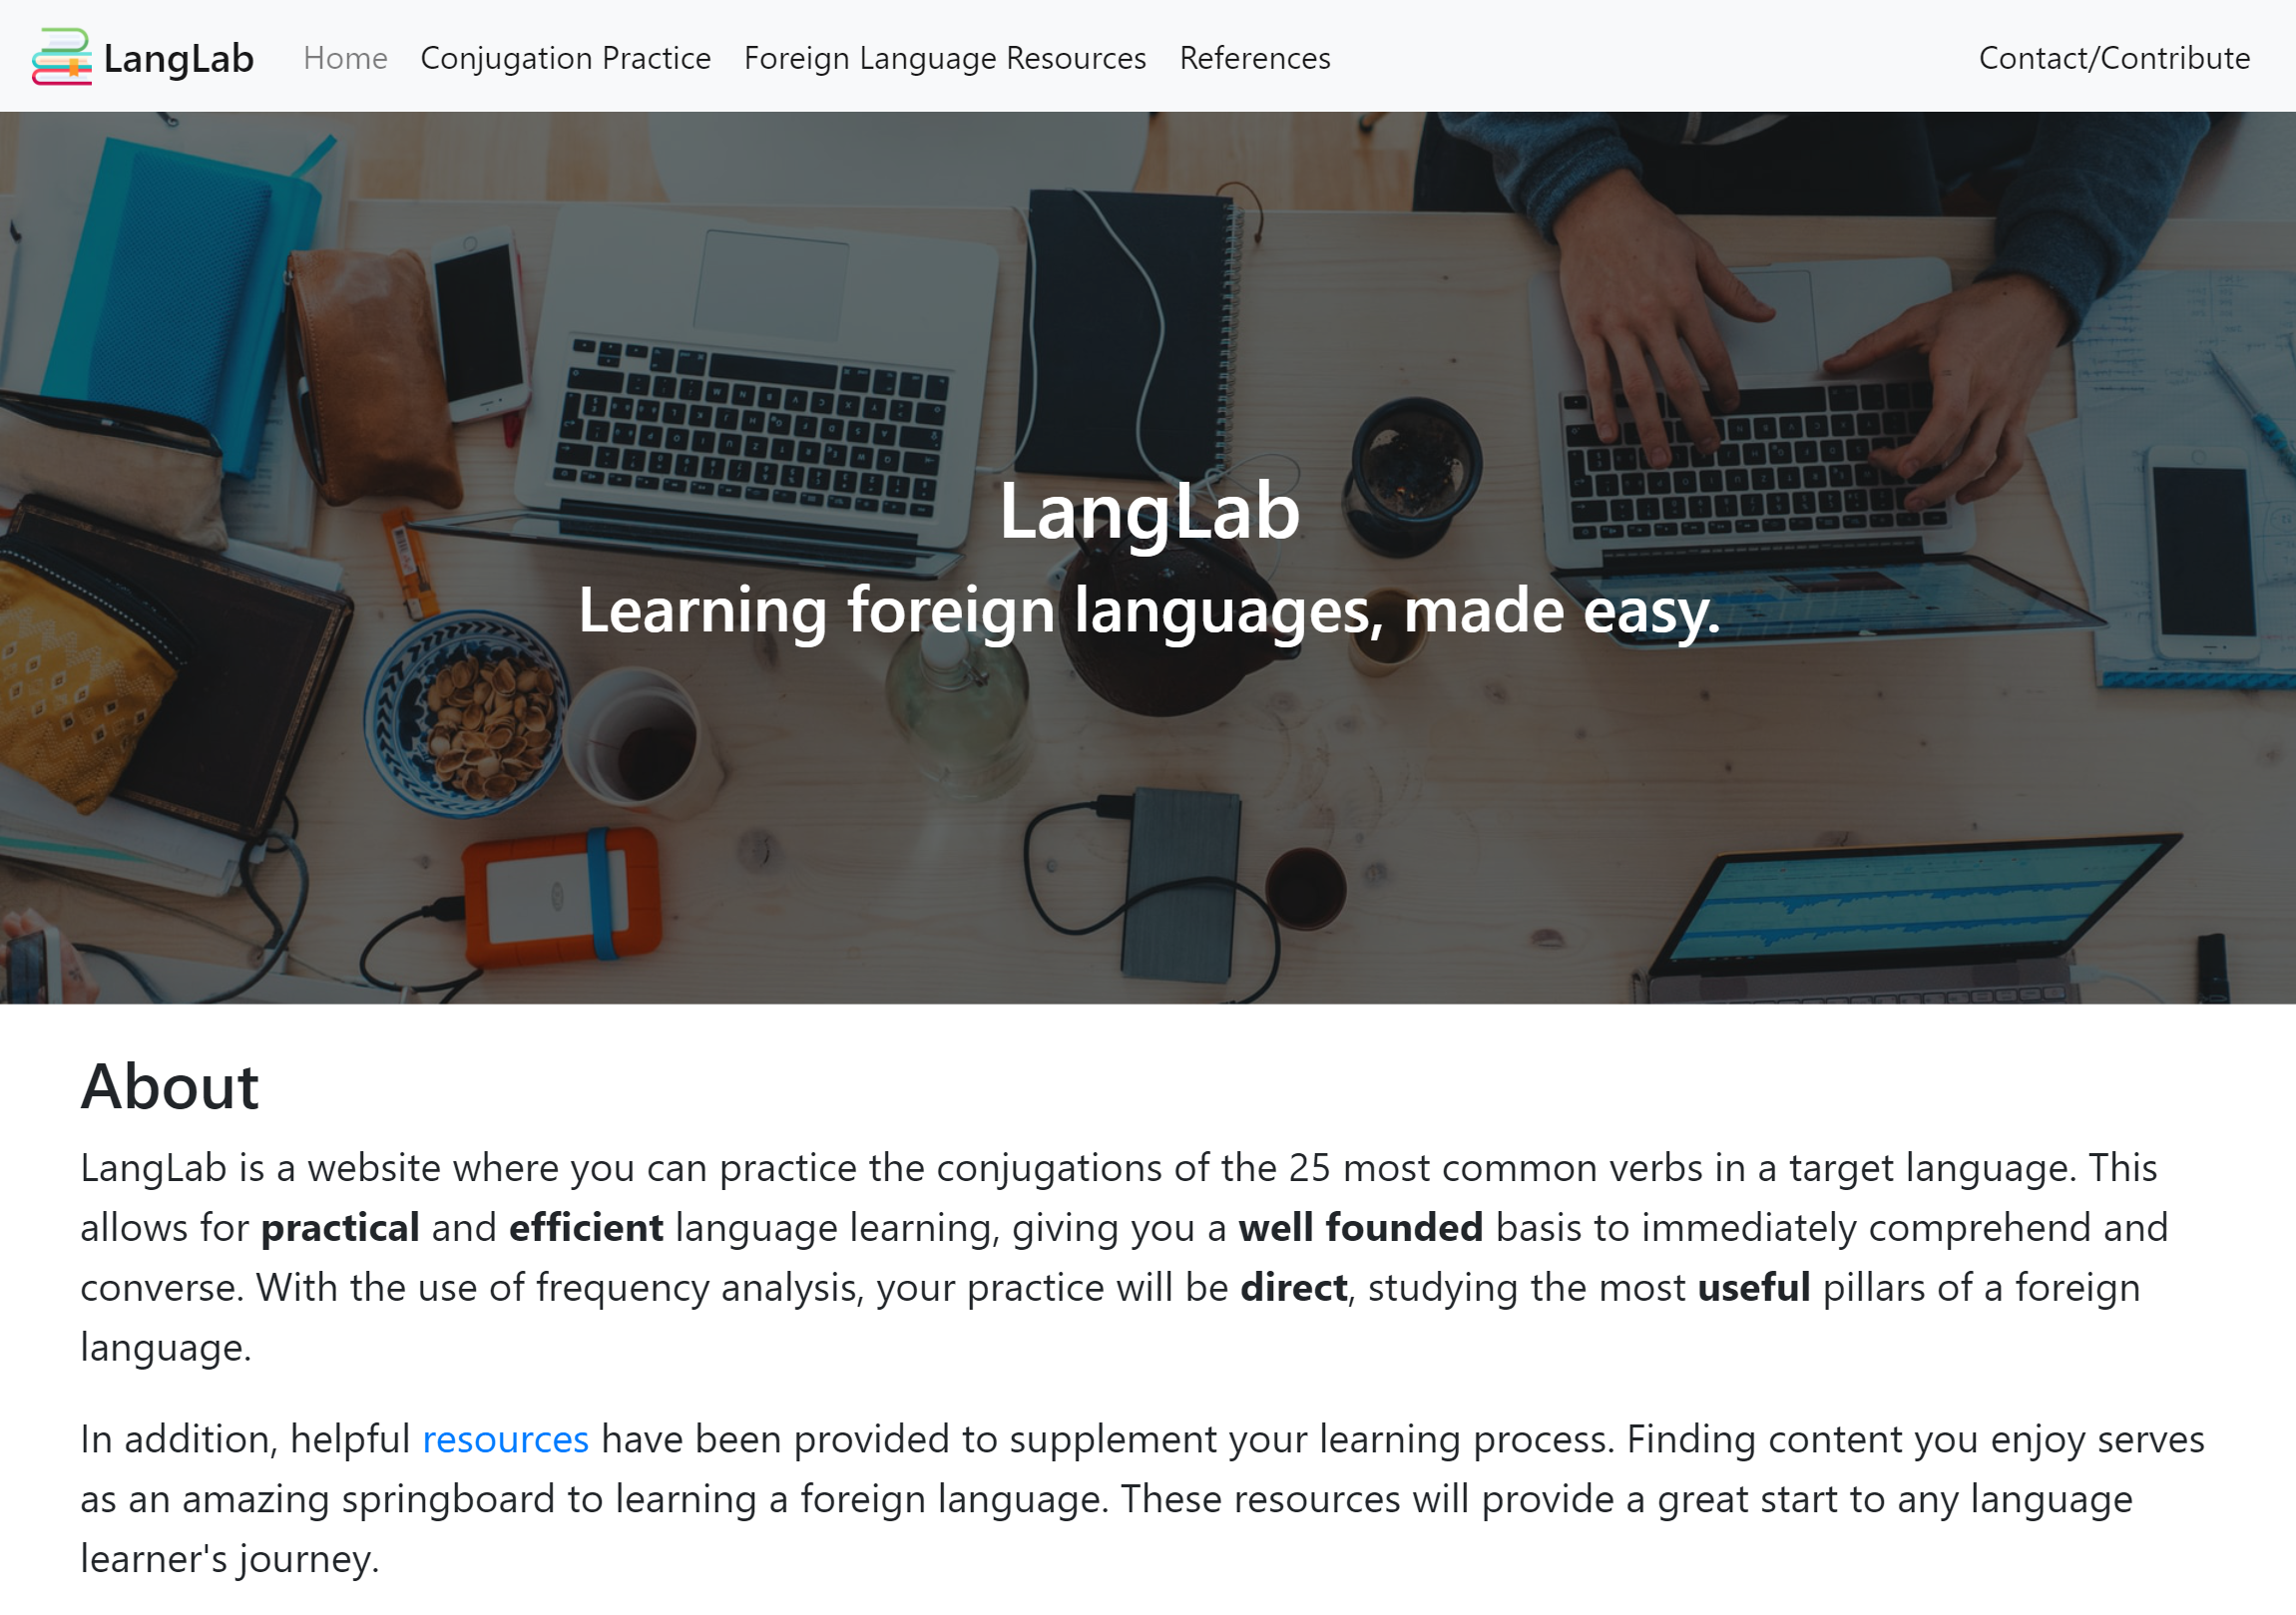 LangLab Home Conjugation Practice Foreign Language Resources References Contact/Contribute
LangLab
Learning foreign languages, made easy.
About
LangLab is a website where you can practice the conjugations of the 25 most common verbs in a target language. This
allows for practical and efficient language learning, giving you a well founded basis to immediately comprehend and
converse. With the use of frequency analysis, your practice will be direct, studying the most useful pillars of a foreign
language.
In addition, helpful resources have been provided to supplement your learning process. Finding content you enjoy serves
as an amazing springboard to learning a foreign language. These resources will provide a great start to any language
learner's journey.